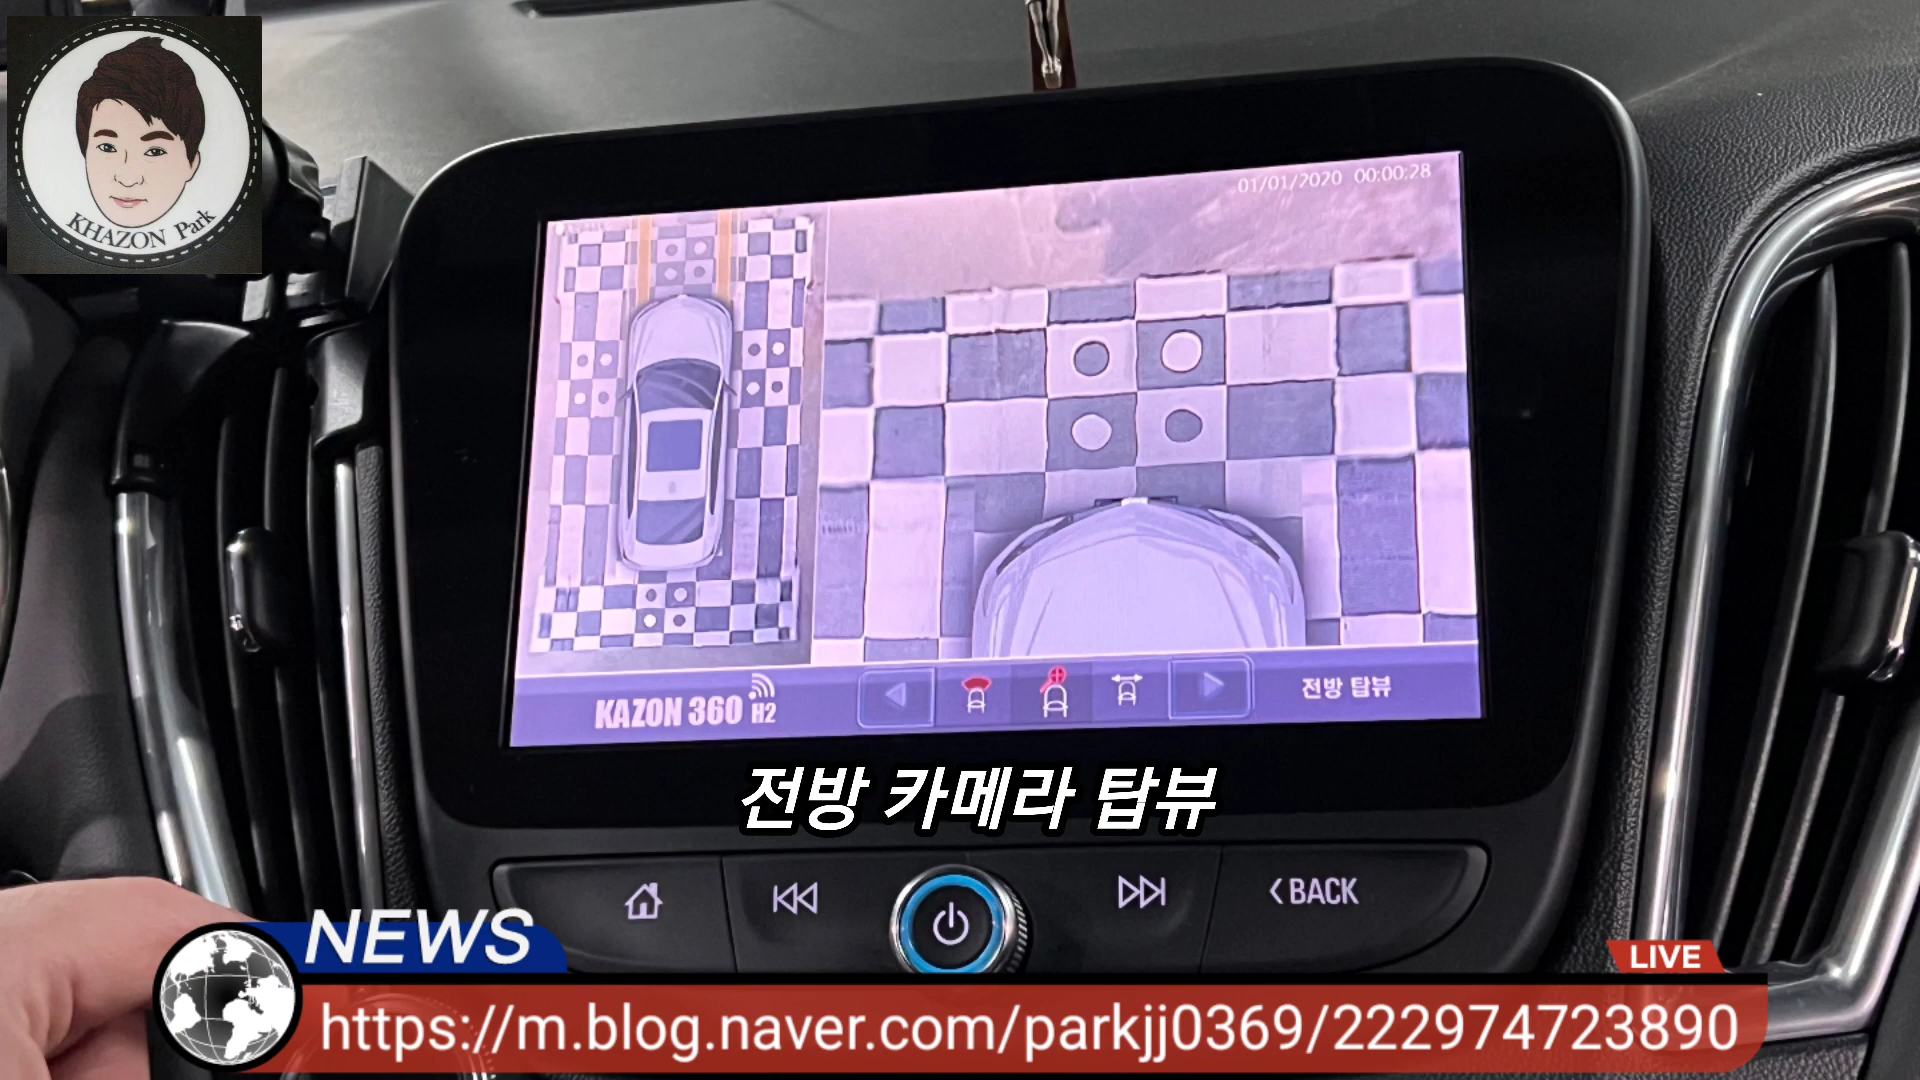 KHAZON Park
01/01/2020 00:00:28
KAZON 360 H2
전방 탑뷰
전방 카메라 탑뷰
BACK
NEWS
LIVE
https://m.blog.naver.com/parkjj0369/222974723890